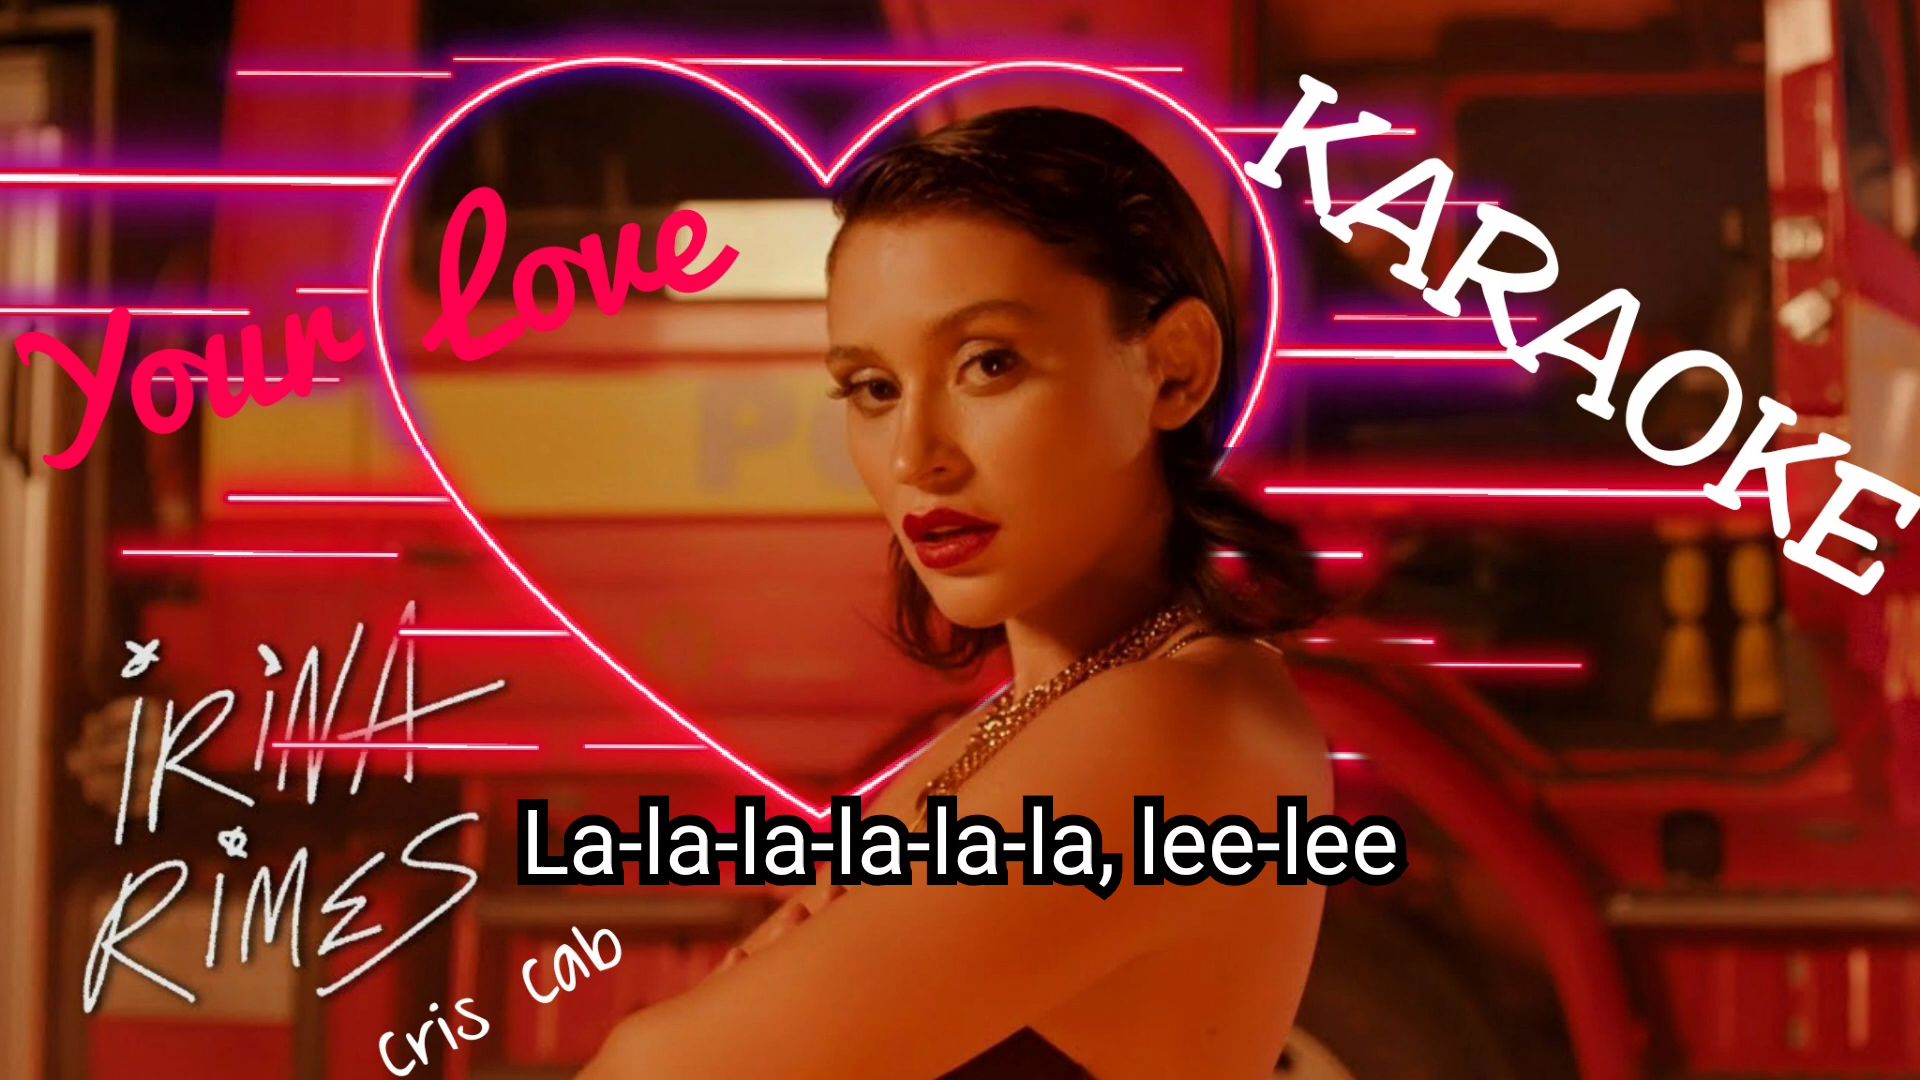 Your Love
KARAOKE
IRINA
RIMES
cris cab
La-la-la-la-la-la, lee-lee